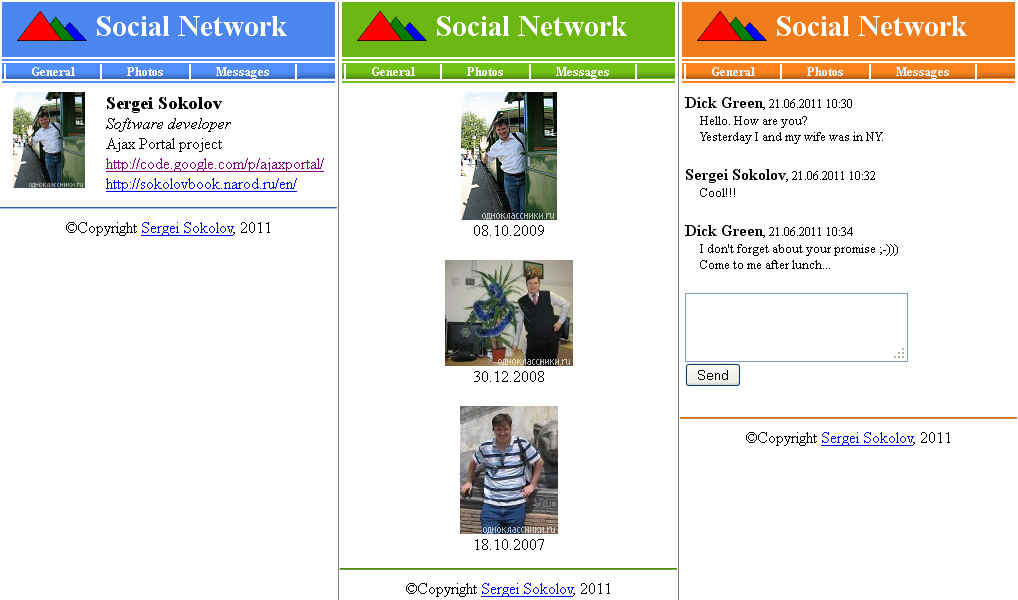 Social Network
General Photos Messages
Sergei Sokolov
Software developer
Ajax Portal project
http://code.google.com/p/ajaxportal/
http://sokolovbook.narod.ru/en/
одноклассники.ru
©Copyright Sergei Sokolov, 2011
Social Network
General Photos Messages
одноклассники.ru
08.10.2009
одноклассники.ru
30.12.2008
одноклассники.ru
18.10.2007
©Copyright Sergei Sokolov, 2011
Social Network
General Photos Messages
Dick Green, 21.06.2011 10:30
Hello. How are you?
Yesterday I and my wife was in NY.
Sergei Sokolov, 21.06.2011 10:32
Cool!!!
Dick Green, 21.06.2011 10:34
I don't forget about your promise ;-)))
Come to me after lunch...
Send
©Copyright Sergei Sokolov, 2011